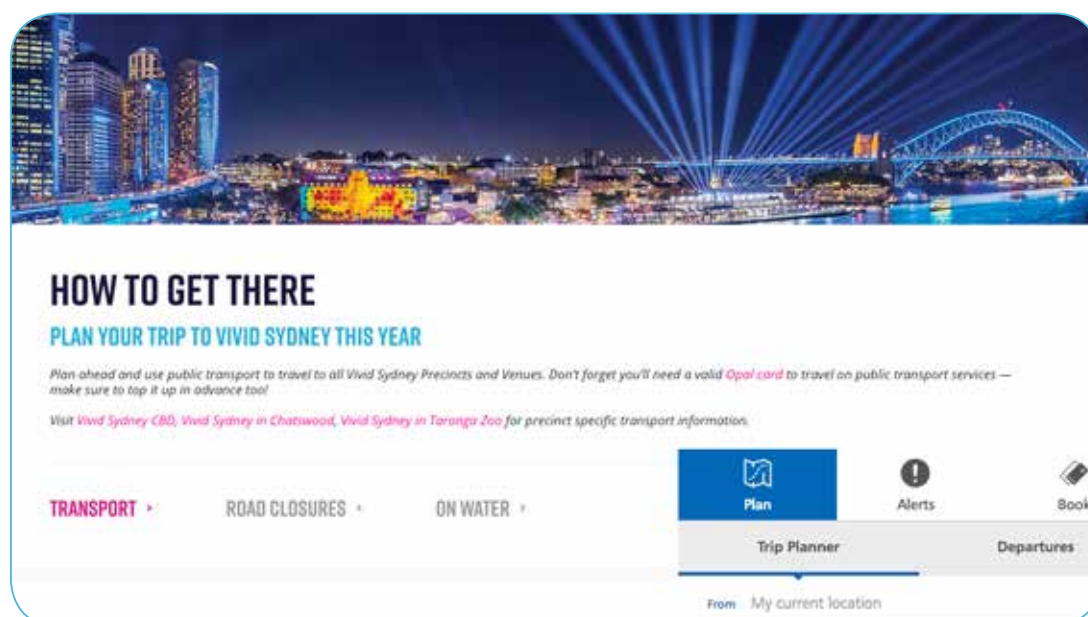 HOW TO GET THERE
PLAN YOUR TRIP TO VIVID SYDNEY THIS YEAR
Plan ahead and use public transport to travel to all Vivid Sydney Precincts and Venues. Don't forget you'll need a valid Opal card to travel on public transport services —
make sure to top it up in advance too!
Visit Vivid Sydney CBD, Vivid Sydney in Chatswood, Vivid Sydney in Taronga Zoo for precinct specific transport information.
Plan Alerts Book
TRANSPORT ROAD CLOSURES ON WATER
Trip Planner Departures
From My current location